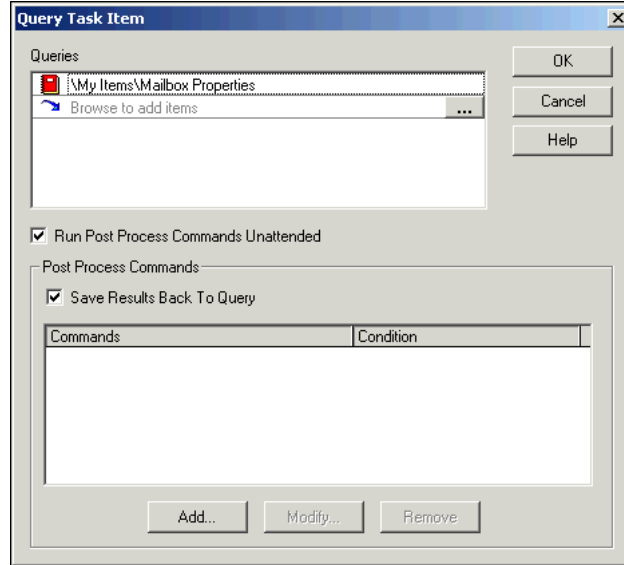 Query Task Item
Queries
OK
\My Items\Mailbox Properties
Browse to add items
...
Cancel
Help
Run Post Process Commands Unattended
Post Process Commands
Save Results Back To Query
Commands Condition
Add... Modify... Remove